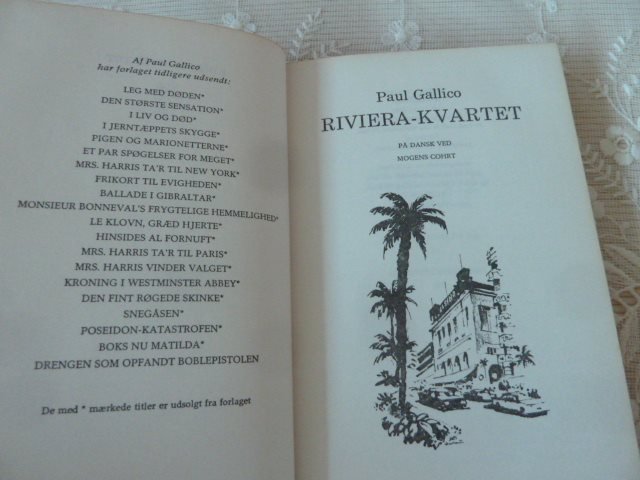 Af Paul Gallico
har forlaget tidligere udsendt:
LEG MED DØDEN*
DEN STØRSTE SENSATION*
I LIV OG DØD*
I JERNTÆPPETS SKYGGE*
PIGEN OG MARIONETTERNE*
ET PAR SPØGELSER FOR MEGET*
MRS. HARRIS TA'R TIL NEW YORK*
FRIKORT TIL EVIGHEDEN*
BALLADE I GIBRALTAR*
MONSIEUR BONNEVAL'S FRYGTELIGE HEMMELIGHED*
LE KLOVN, GRÆD HJERTE*
HINSIDES AL FORNUFT*
MRS. HARRIS TA'R TIL PARIS*
MRS. HARRIS VINDER VALGET*
KRONING I WESTMINSTER ABBEY*
DEN FINT RØGEDE SKINKE*
SNEGÅSEN*
POSEIDON-KATASTROFEN*
BOKS NU MATILDA*
DRENGEN SOM OPFANDT BOBLEPISTOLEN
De med * mærkede titler er udsolgt fra forlaget
Paul Gallico
RIVIERA-KVARTET
PÅ DANSK VED
MOGENS COHRT